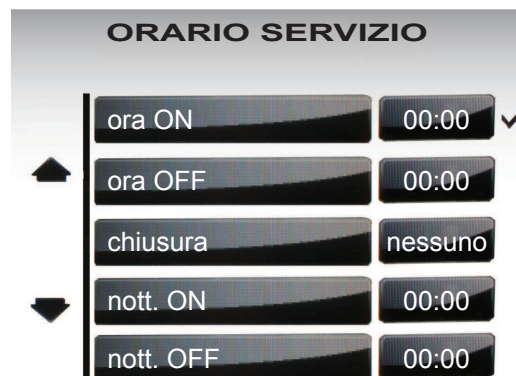 ORARIO SERVIZIO
ora ON 00:00
ora OFF 00:00
chiusura nessuno
nott. ON 00:00
nott. OFF 00:00